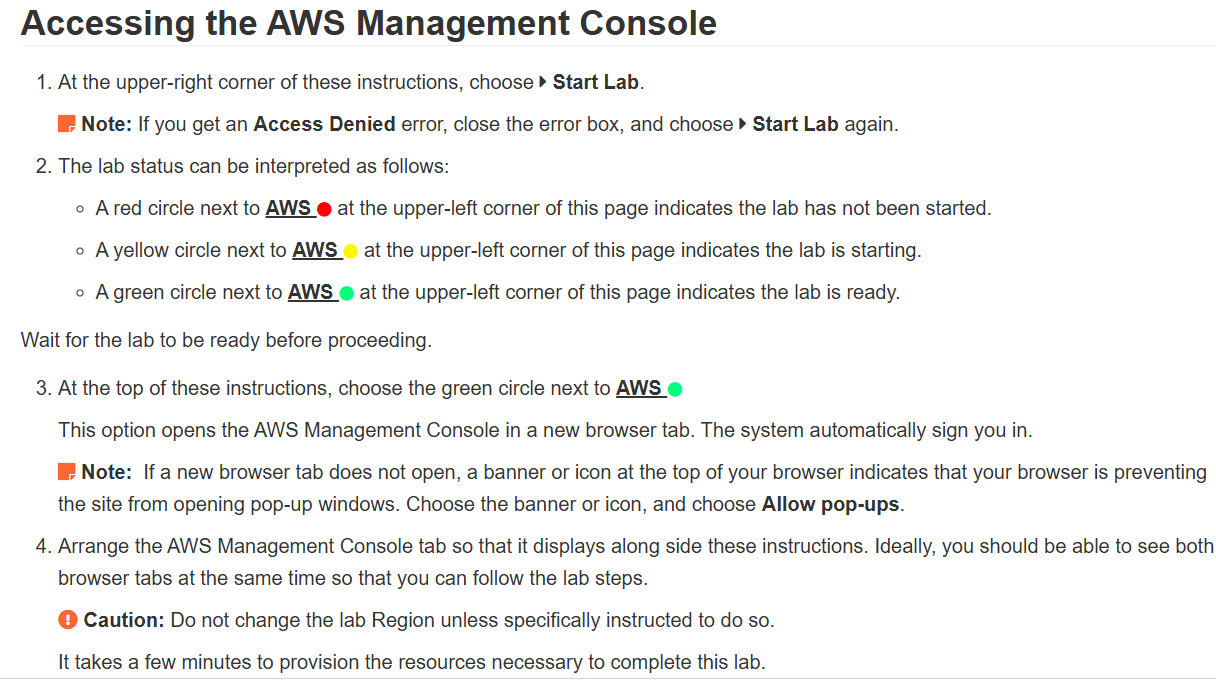 Accessing the AWS Management Console
1. At the upper-right corner of these instructions, choose ▸ Start Lab.
Note: If you get an Access Denied error, close the error box, and choose ▸ Start Lab again.
2. The lab status can be interpreted as follows:
◦ A red circle next to AWS at the upper-left corner of this page indicates the lab has not been started.
◦ A yellow circle next to AWS at the upper-left corner of this page indicates the lab is starting.
◦ A green circle next to AWS at the upper-left corner of this page indicates the lab is ready.
Wait for the lab to be ready before proceeding.
3. At the top of these instructions, choose the green circle next to AWS
This option opens the AWS Management Console in a new browser tab. The system automatically sign you in.
Note: If a new browser tab does not open, a banner or icon at the top of your browser indicates that your browser is preventing
the site from opening pop-up windows. Choose the banner or icon, and choose Allow pop-ups.
4. Arrange the AWS Management Console tab so that it displays along side these instructions. Ideally, you should be able to see both
browser tabs at the same time so that you can follow the lab steps.
Caution: Do not change the lab Region unless specifically instructed to do so.
It takes a few minutes to provision the resources necessary to complete this lab.